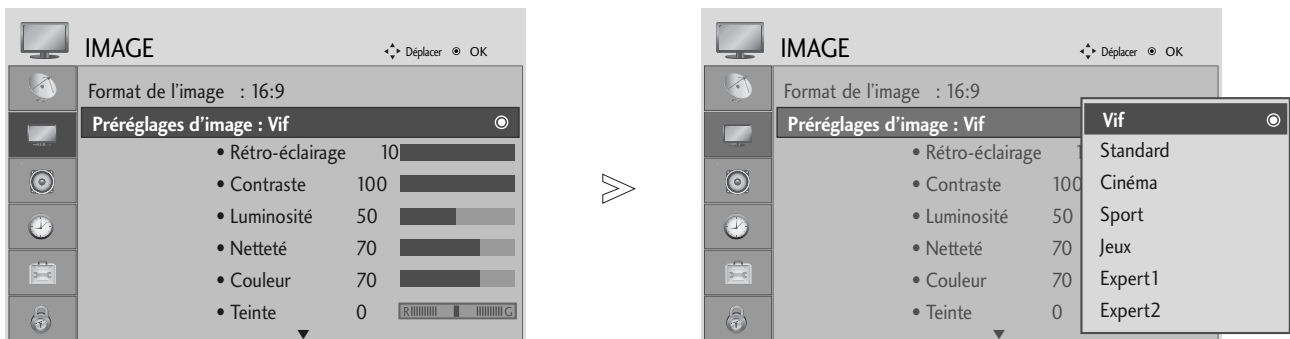 IMAGE
Déplacer OK
Format de l'image : 16:9
Préréglages d'image : Vif
• Rétro-éclairage 10
• Contraste 100
• Luminosité 50
• Netteté 70
• Couleur 70
• Teinte 0 R G
IMAGE
Déplacer OK
Format de l'image : 16:9
Préréglages d'image : Vif
• Rétro-éclairage 1
• Contraste 100
• Luminosité 50
• Netteté 70
• Couleur 70
• Teinte 0
Vif
Standard
Cinéma
Sport
Jeux
Expert1
Expert2